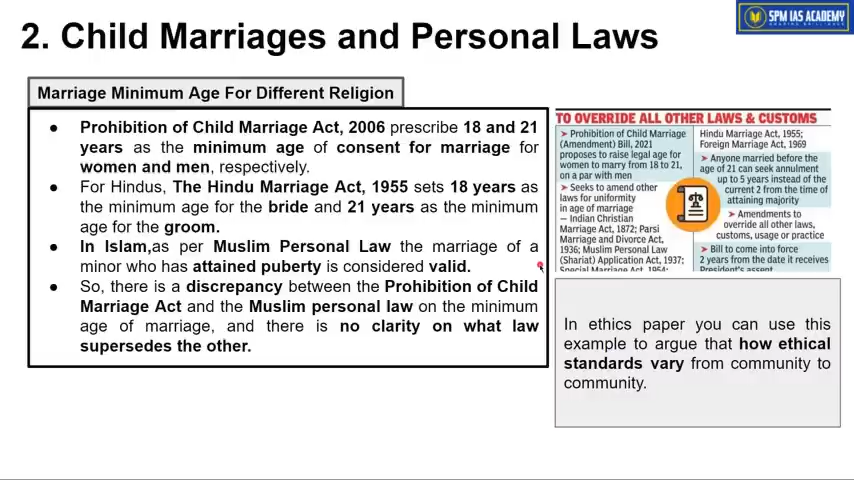 2. Child Marriages and Personal Laws
SPM IAS ACADEMY
Marriage Minimum Age For Different Religion
● Prohibition of Child Marriage Act, 2006 prescribe 18 and 21
years as the minimum age of consent for marriage for
women and men, respectively.
● For Hindus, The Hindu Marriage Act, 1955 sets 18 years as
the minimum age for the bride and 21 years as the minimum
age for the groom.
● In Islam,as per Muslim Personal Law the marriage of a
minor who has attained puberty is considered valid.
● So, there is a discrepancy between the Prohibition of Child
Marriage Act and the Muslim personal law on the minimum
age of marriage, and there is no clarity on what law
supersedes the other.
TO OVERRIDE ALL OTHER LAWS & CUSTOMS
➤ Prohibition of Child Marriage
(Amendment) Bill, 2021
proposes to raise legal age for
women to marry from 18 to 21,
on a par with men
➤ Seeks to amend other
laws for uniformity
in age of marriage
— Indian Christian
Marriage Act, 1872; Parsi
Marriage and Divorce Act,
1936; Muslim Personal Law
(Shariat) Application Act, 1937;
Special Marriage Act, 1954;
Hindu Marriage Act, 1955;
Foreign Marriage Act, 1969
➤ Anyone married before the
age of 21 can seek annulment
up to 5 years instead of the
current 2 from the time of
attaining majority
➤ Amendments to
override all other laws,
customs, usage or practice
➤ Bill to come into force
2 years from the date it receives
President's assent
In ethics paper you can use this
example to argue that how ethical
standards vary from community to
community.